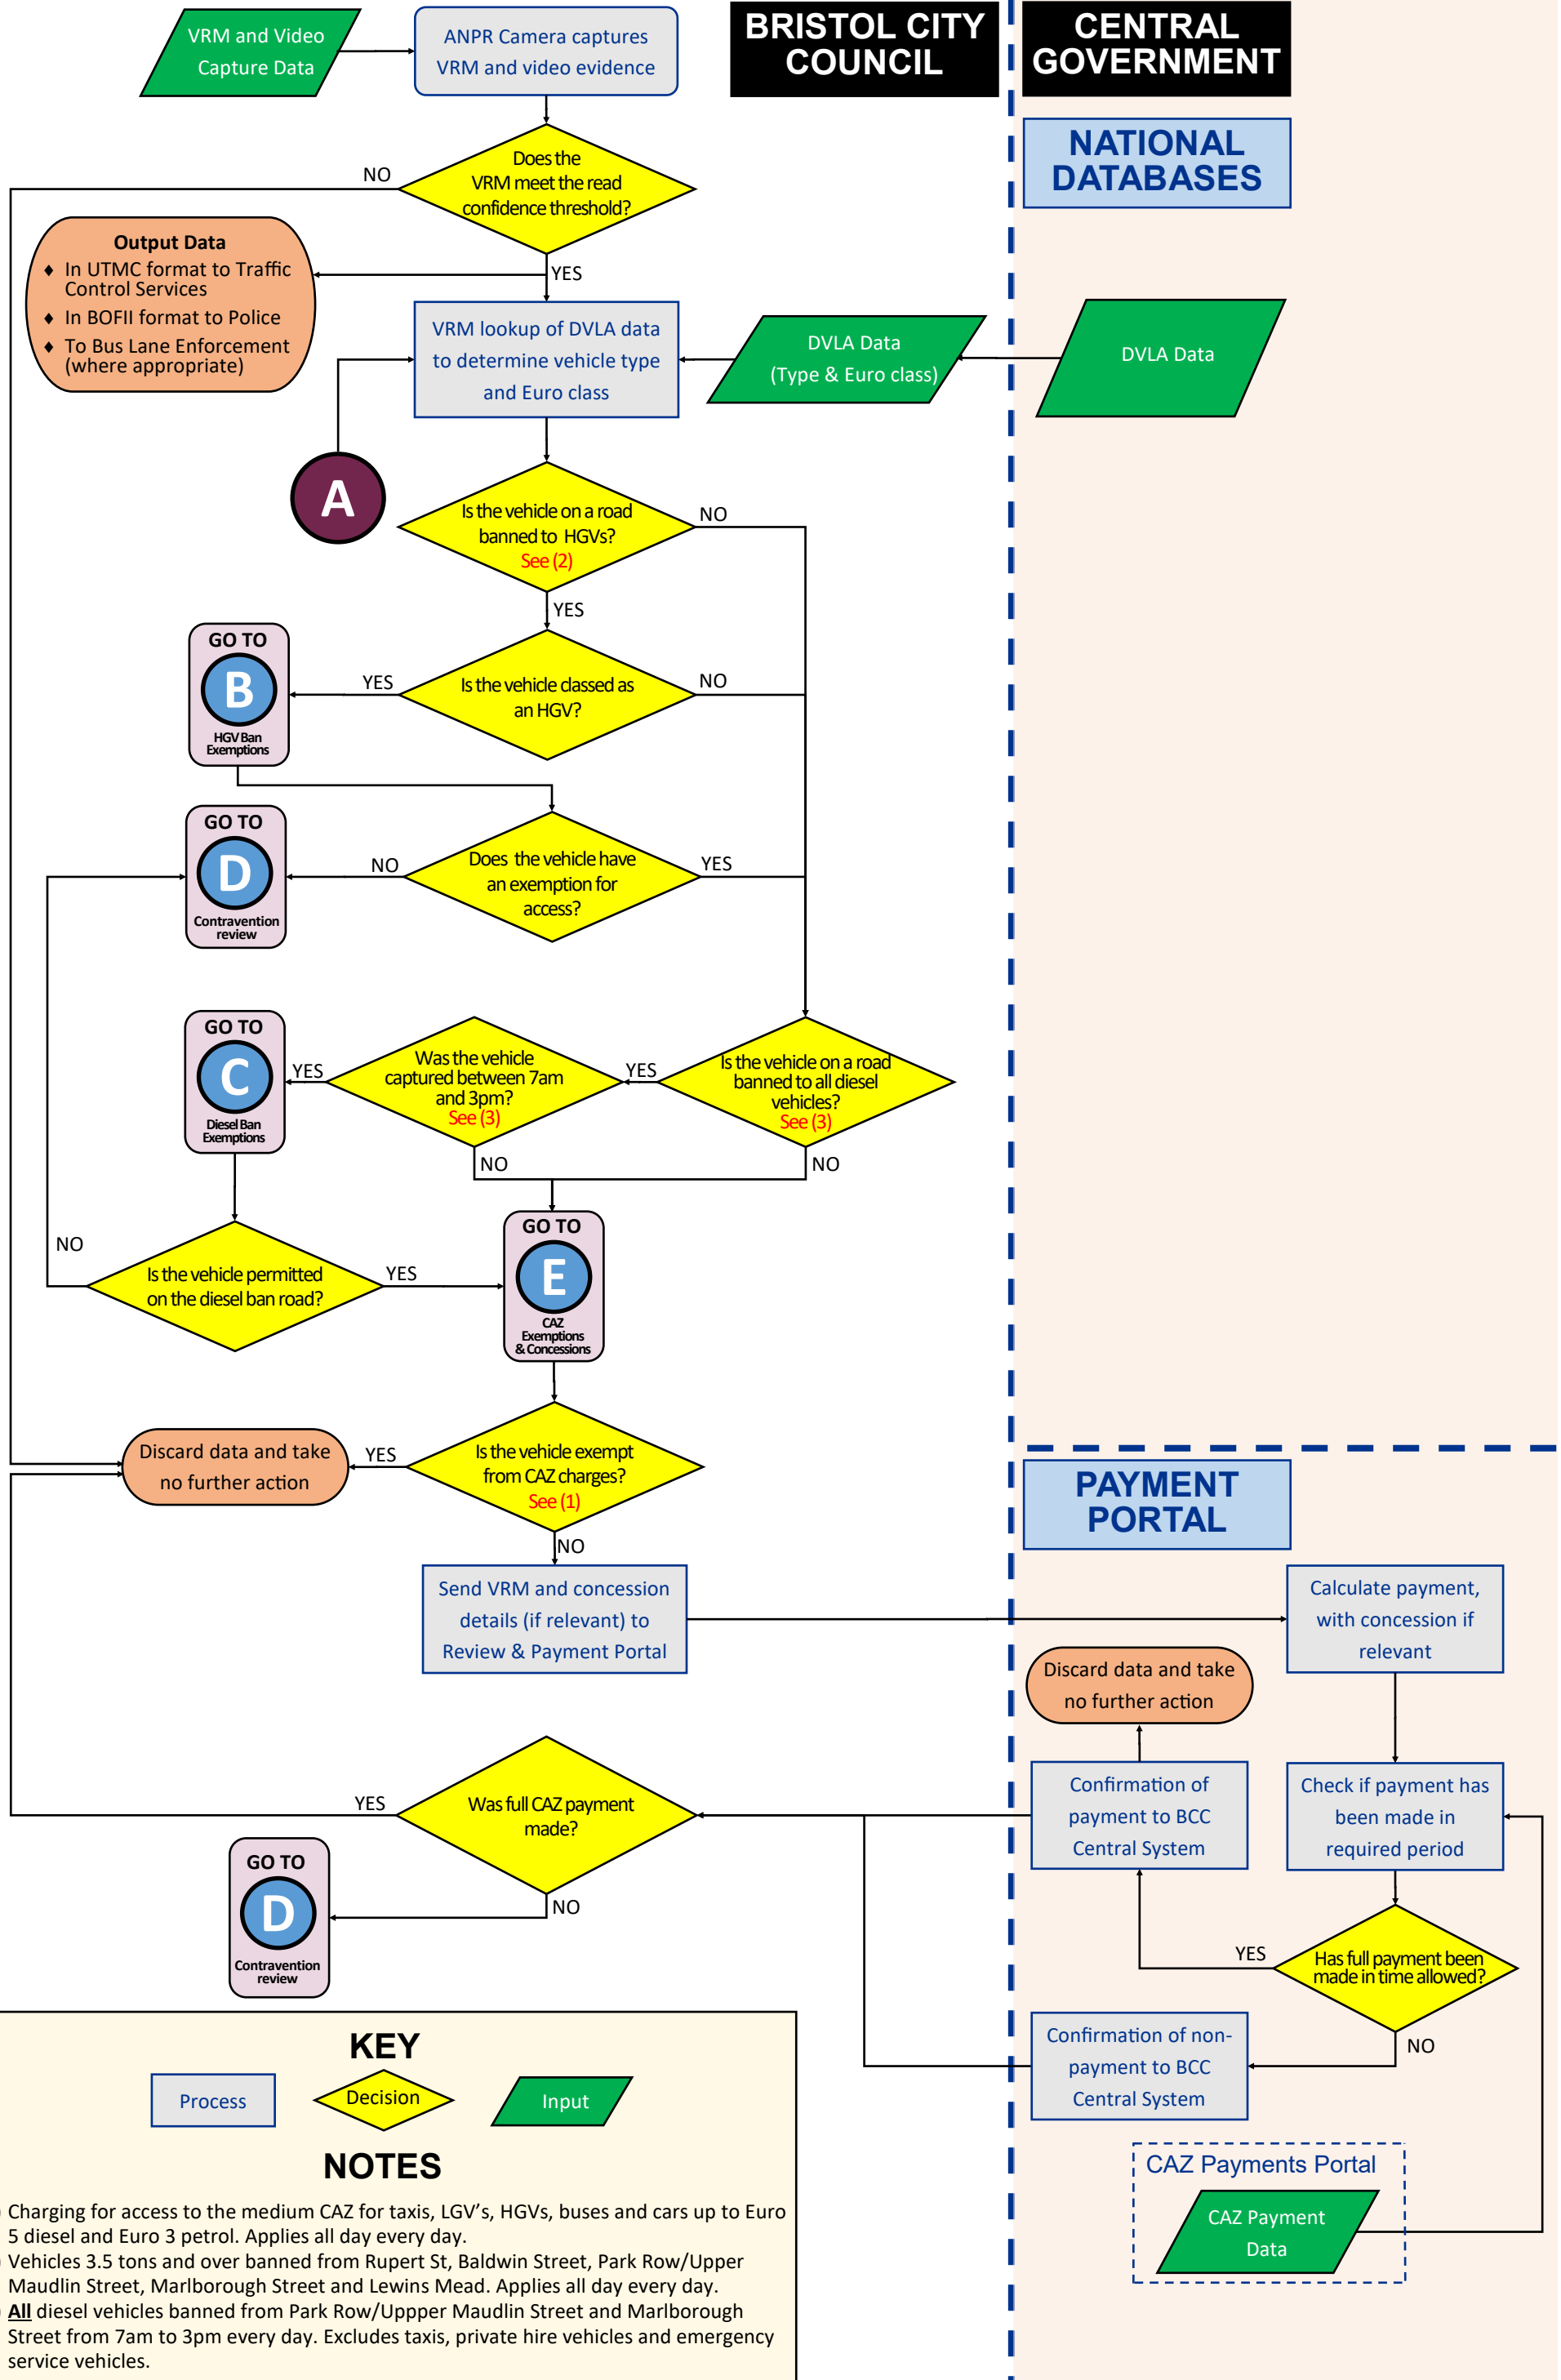 VRM and Video
Capture Data
ANPR Camera captures
VRM and video evidence
BRISTOL CITY
COUNCIL
CENTRAL
GOVERNMENT
NATIONAL
DATABASES
Does the
VRM meet the read
confidence threshold?
NO
YES
Output Data
♦ In UTMC format to Traffic
Control Services
♦ In BOFII format to Police
♦ To Bus Lane Enforcement
(where appropriate)
VRM lookup of DVLA data
to determine vehicle type
and Euro class
DVLA Data
(Type & Euro class)
DVLA Data
A
Is the vehicle on a road
banned to HGVs?
See (2)
NO
YES
GO TO
B
HGV Ban
Exemptions
YES
Is the vehicle classed as
an HGV?
NO
GO TO
D
Contravention
review
NO
Does the vehicle have
an exemption for
access?
YES
GO TO
C
Diesel Ban
Exemptions
YES
Was the vehicle
captured between 7am
and 3pm?
See (3)
YES
Is the vehicle on a road
banned to all diesel
vehicles?
See (3)
NO
NO
NO
Is the vehicle permitted
on the diesel ban road?
YES
GO TO
E
CAZ
Exemptions
& Concessions
Discard data and take
no further action
YES
Is the vehicle exempt
from CAZ charges?
See (1)
NO
PAYMENT
PORTAL
Send VRM and concession
details (if relevant) to
Review & Payment Portal
Calculate payment,
with concession if
relevant
Discard data and take
no further action
YES
Was full CAZ payment
made?
NO
Confirmation of
payment to BCC
Central System
Check if payment has
been made in
required period
GO TO
D
Contravention
review
YES
Has full payment been
made in time allowed?
NO
Confirmation of non-
payment to BCC
Central System
CAZ Payments Portal
CAZ Payment
Data
KEY
Process
Decision
Input
NOTES
) Charging for access to the medium CAZ for taxis, LGV's, HGVs, buses and cars up to Euro
5 diesel and Euro 3 petrol. Applies all day every day.
) Vehicles 3.5 tons and over banned from Rupert St, Baldwin Street, Park Row/Upper
Maudlin Street, Marlborough Street and Lewins Mead. Applies all day every day.
) All diesel vehicles banned from Park Row/Uppper Maudlin Street and Marlborough
Street from 7am to 3pm every day. Excludes taxis, private hire vehicles and emergency
service vehicles.